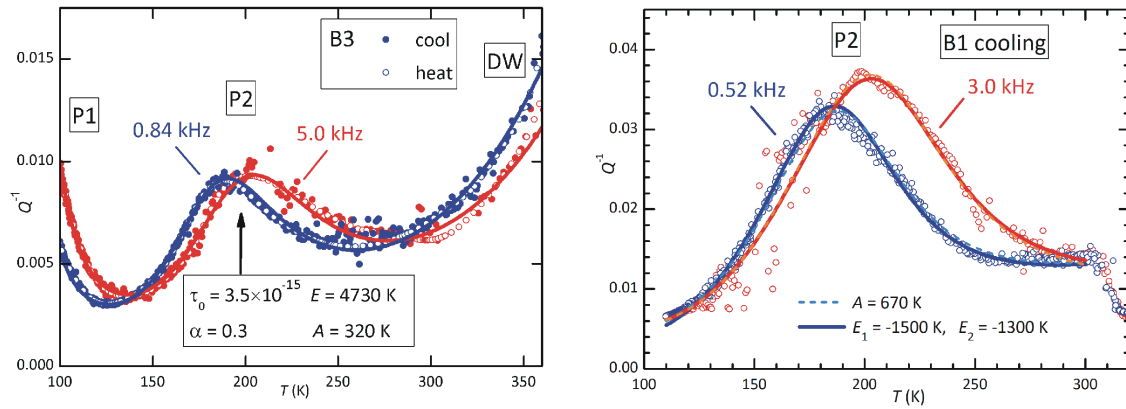 B3
cool
heat
DW
P1
P2
0.84 kHz
5.0 kHz
τ₀ = 3.5×10⁻¹⁵ E = 4730 K
α = 0.3 A = 320 K
Q⁻¹
0.015
0.010
0.005
0.000
100 150 200 250 300 350
T (K)
P2
B1 cooling
0.52 kHz
3.0 kHz
A = 670 K
E₁ = -1500 K, E₂ = -1300 K
Q⁻¹
0.04
0.03
0.02
0.01
0.00
100 150 200 250 300
T (K)